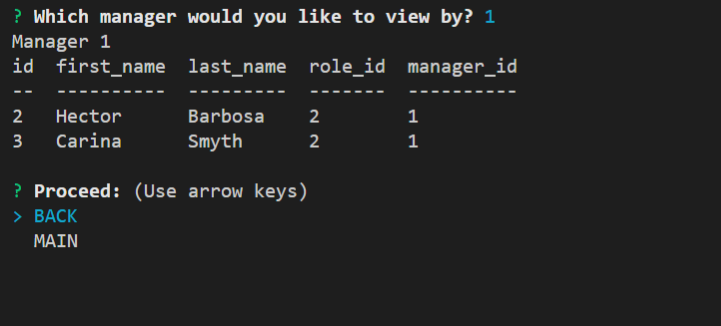 ? Which manager would you like to view by? 1
Manager 1
id  first_name  last_name  role_id  manager_id
--  ----------  ---------  -------  ----------
2   Hector      Barbosa    2        1
3   Carina      Smyth      2        1
? Proceed: (Use arrow keys)
> BACK
  MAIN